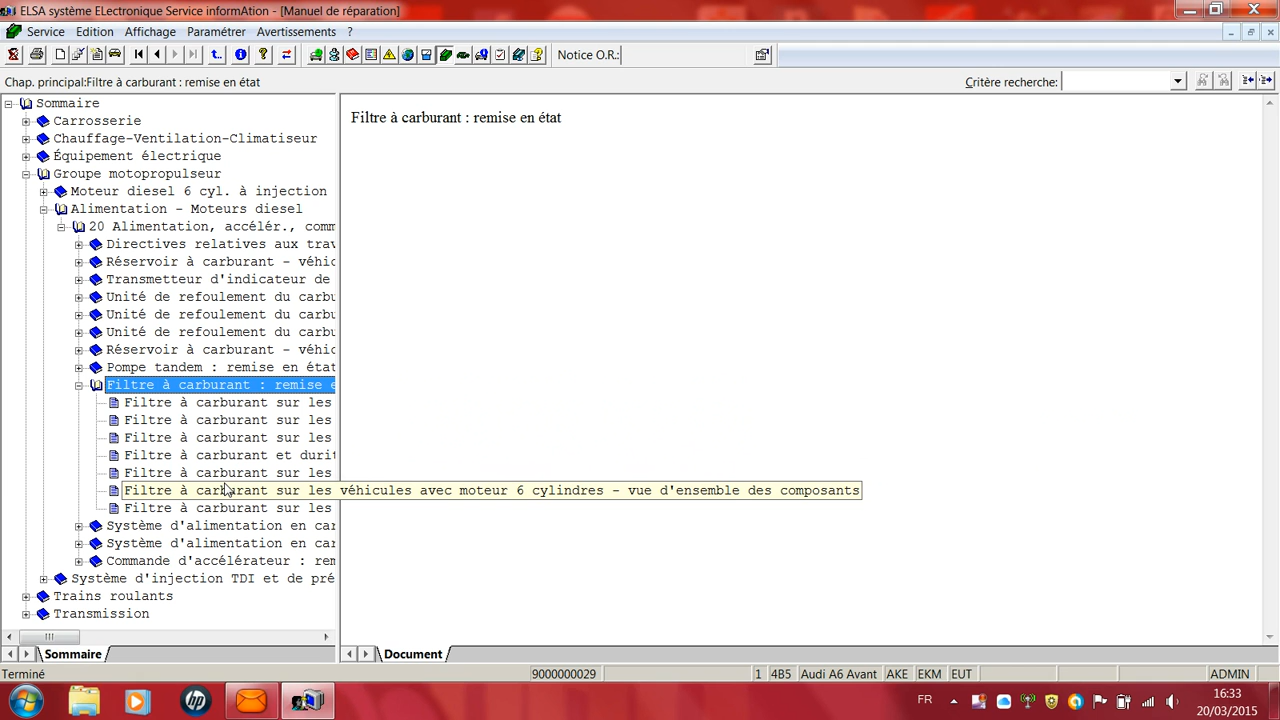 ELSA système ELectronique Service informAtion - [Manuel de réparation]
Service Edition Affichage Paramétrer Avertissements ?
Notice O.R.:
Chap. principal:Filtre à carburant : remise en état
Critère recherche:
Sommaire
Carrosserie
Chauffage-Ventilation-Climatiseur
Équipement électrique
Groupe motopropulseur
Moteur diesel 6 cyl. à injection
Alimentation - Moteurs diesel
20 Alimentation, accélér., comm
Directives relatives aux trav
Réservoir à carburant - véhic
Transmetteur d'indicateur de
Unité de refoulement du carbu
Unité de refoulement du carbu
Unité de refoulement du carbu
Réservoir à carburant - véhic
Pompe tandem : remise en état
Filtre à carburant : remise e
Filtre à carburant sur les
Filtre à carburant sur les
Filtre à carburant sur les
Filtre à carburant et durit
Filtre à carburant sur les
Filtre à carburant sur les véhicules avec moteur 6 cylindres - vue d'ensemble des composants
Filtre à carburant sur les
Système d'alimentation en car
Système d'alimentation en car
Commande d'accélérateur : rem
Système d'injection TDI et de pré
Trains roulants
Transmission
Filtre à carburant : remise en état
Sommaire
Document
Terminé
9000000029
1 4B5 Audi A6 Avant AKE EKM EUT
ADMIN
hp
FR
16:33
20/03/2015